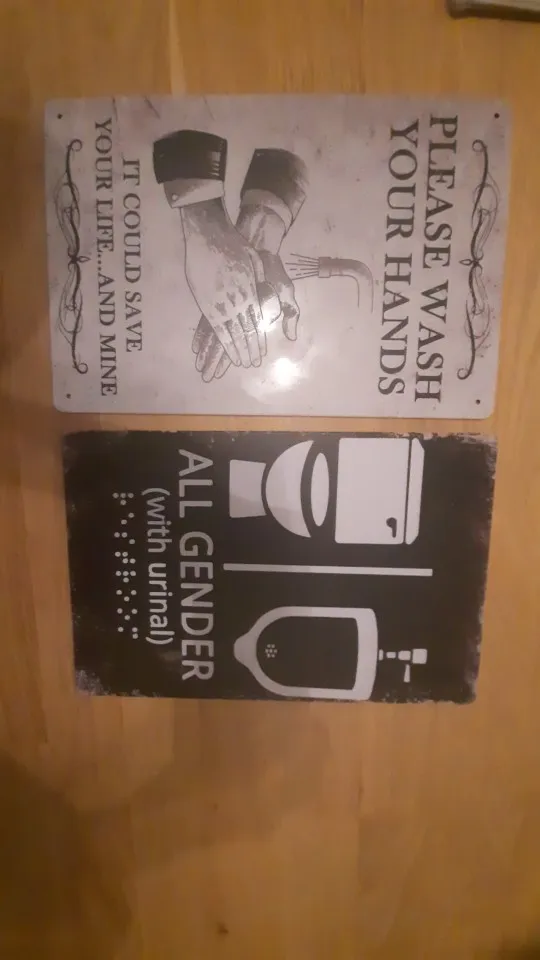 PLEASE WASH
YOUR HANDS
IT COULD SAVE
YOUR LIFE...AND MINE
ALL GENDER
(with urinal)